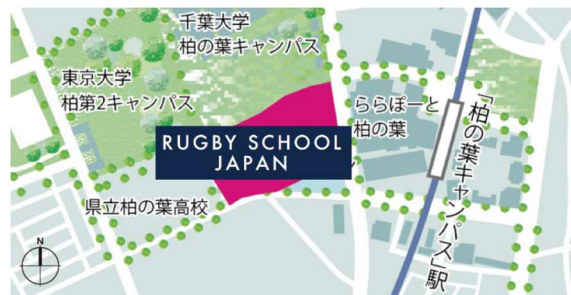 千葉大学
柏の葉キャンパス
東京大学
柏第2キャンパス
ららぽーと
柏の葉
RUGBY SCHOOL
JAPAN
県立柏の葉高校
「柏の葉キャンパス」駅
N